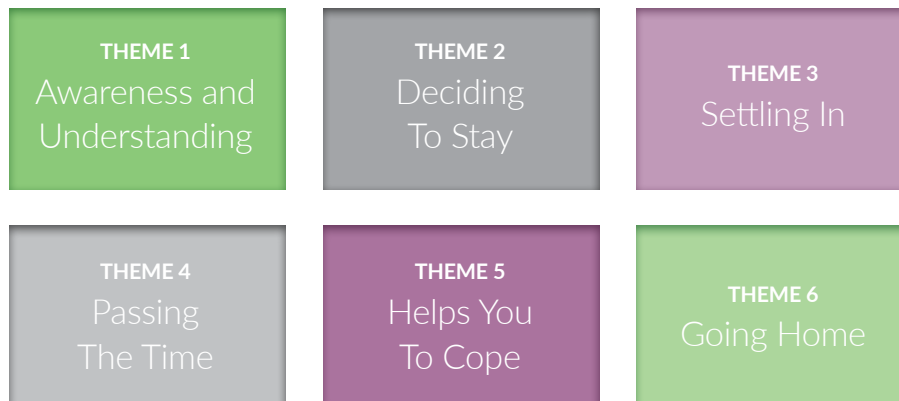 THEME 1
Awareness and
Understanding
THEME 2
Deciding
To Stay
THEME 3
Settling In
THEME 4
Passing
The Time
THEME 5
Helps You
To Cope
THEME 6
Going Home